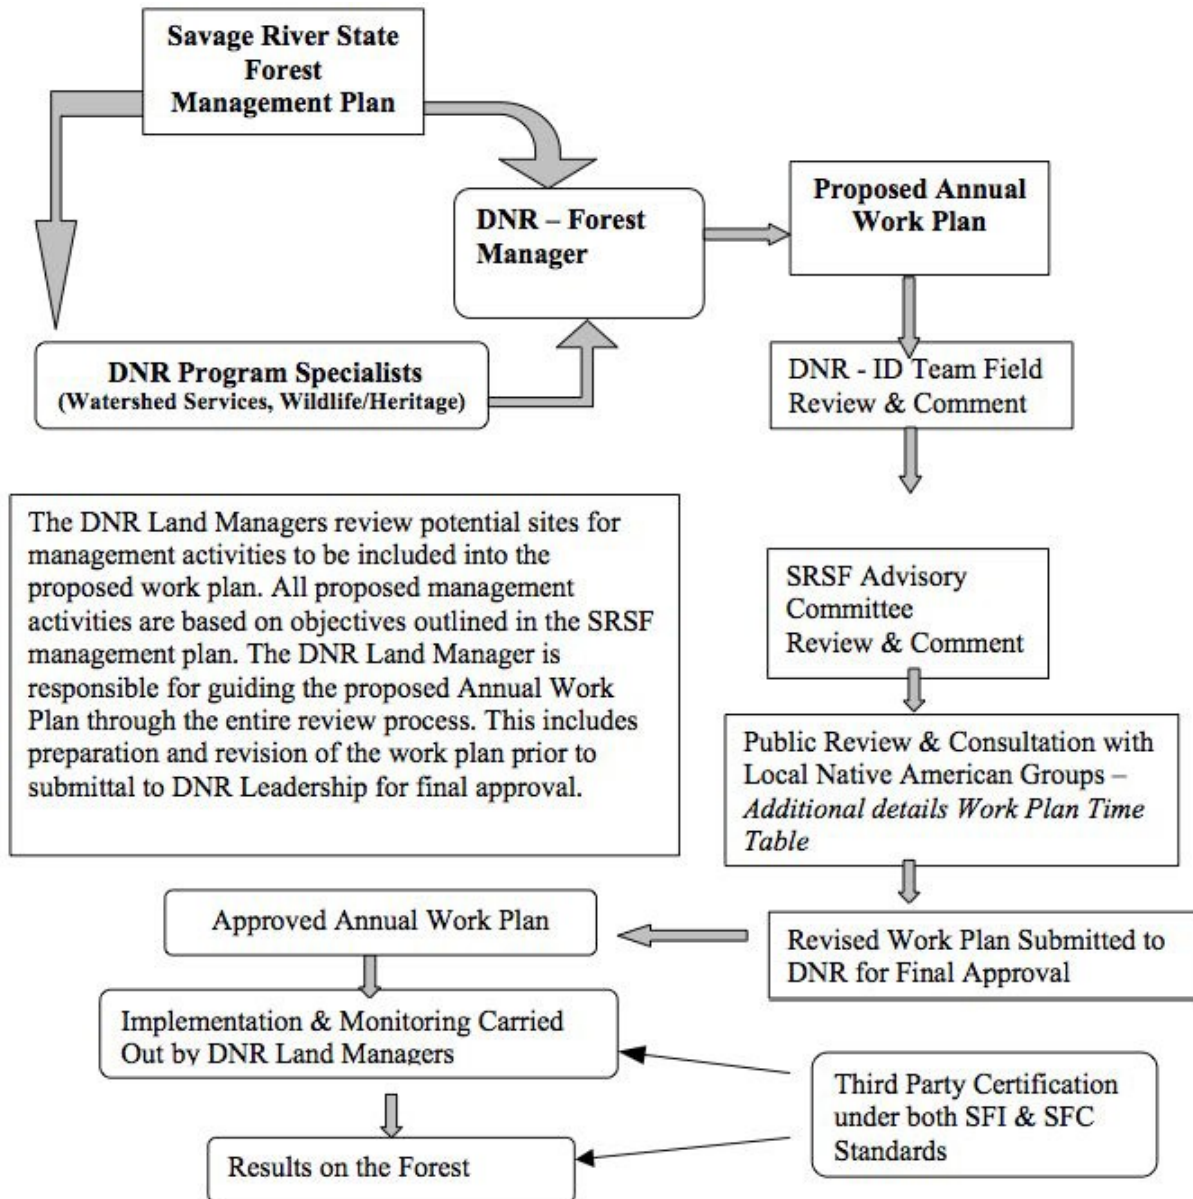 Savage River State
Forest
Management Plan
DNR – Forest
Manager
Proposed Annual
Work Plan
DNR Program Specialists
(Watershed Services, Wildlife/Heritage)
DNR - ID Team Field
Review & Comment
The DNR Land Managers review potential sites for
management activities to be included into the
proposed work plan. All proposed management
activities are based on objectives outlined in the SRSF
management plan. The DNR Land Manager is
responsible for guiding the proposed Annual Work
Plan through the entire review process. This includes
preparation and revision of the work plan prior to
submittal to DNR Leadership for final approval.
SRSF Advisory
Committee
Review & Comment
Public Review & Consultation with
Local Native American Groups –
Additional details Work Plan Time
Table
Revised Work Plan Submitted to
DNR for Final Approval
Approved Annual Work Plan
Implementation & Monitoring Carried
Out by DNR Land Managers
Third Party Certification
under both SFI & SFC
Standards
Results on the Forest